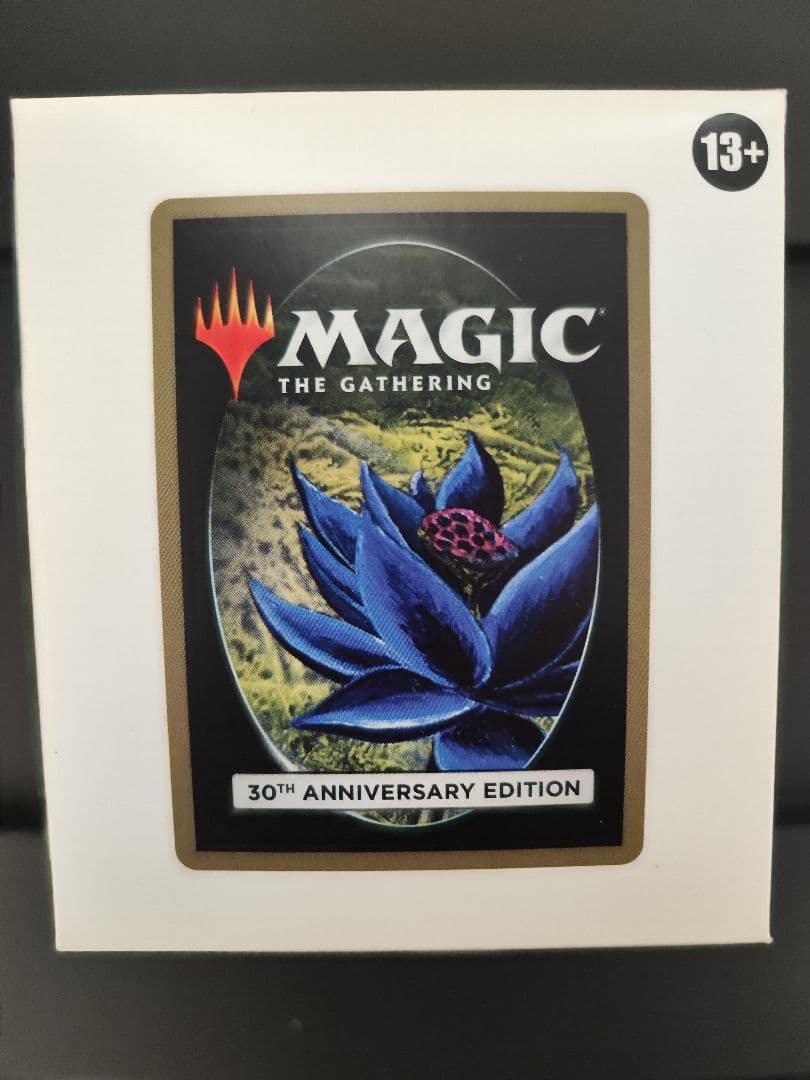 13+
MAGIC®
THE GATHERING
30TH ANNIVERSARY EDITION